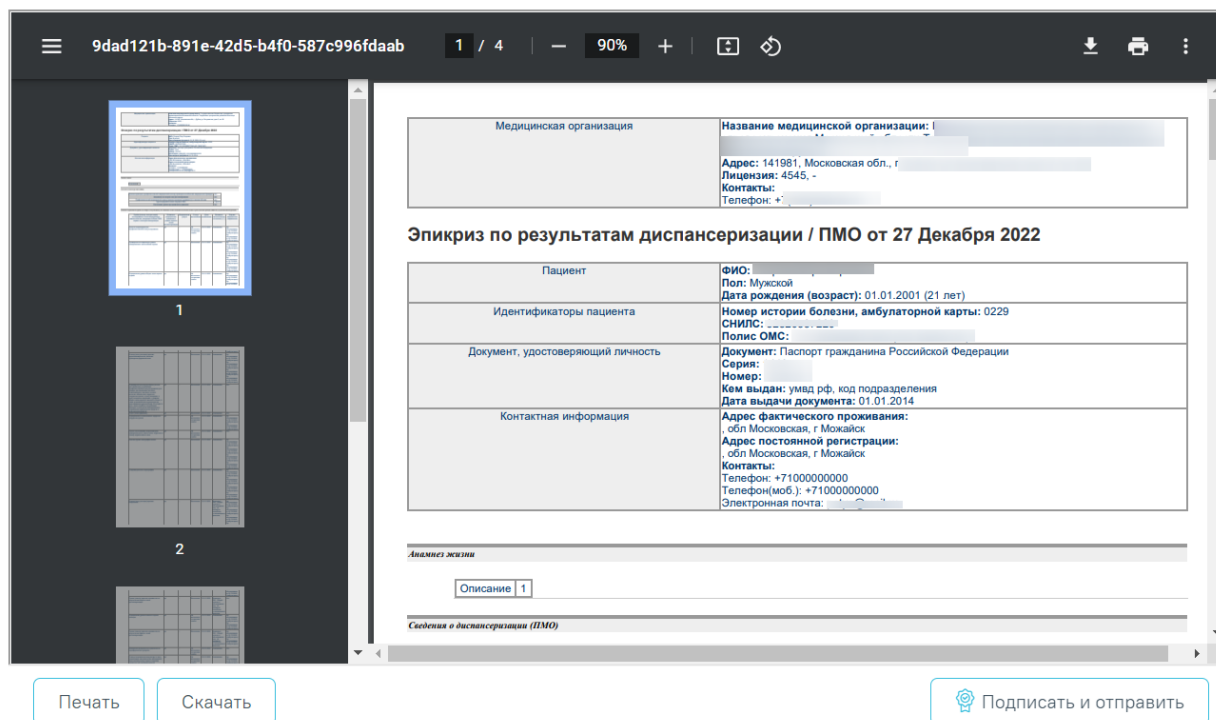 9dad121b-891e-42d5-b4f0-587c996fdaab 1 / 4 90%
1
2
Медицинская организация
Название медицинской организации:
Адрес: 141981, Московская обл., г
Лицензия: 4545, -
Контакты:
Телефон: +
Эпикриз по результатам диспансеризации / ПМО от 27 Декабря 2022
Пациент
ФИО:
Пол: Мужской
Дата рождения (возраст): 01.01.2001 (21 лет)
Идентификаторы пациента
Номер истории болезни, амбулаторной карты: 0229
СНИЛС:
Полис ОМС:
Документ, удостоверяющий личность
Документ: Паспорт гражданина Российской Федерации
Серия:
Номер:
Кем выдан: умвд рф, код подразделения
Дата выдачи документа: 01.01.2014
Контактная информация
Адрес фактического проживания:
, обл Московская, г Можайск
Адрес постоянной регистрации:
, обл Московская, г Можайск
Контакты:
Телефон: +71000000000
Телефон(моб.): +71000000000
Электронная почта:
Анамнез жизни
Описание 1
Сведения о диспансеризации (ПМО)
Печать
Скачать
Подписать и отправить